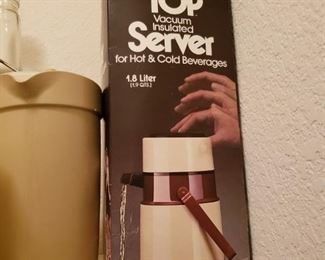 TOP
Vacuum
Insulated
Server
for Hot & Cold Beverages
1.8 Liter
(1.9 QTS.)